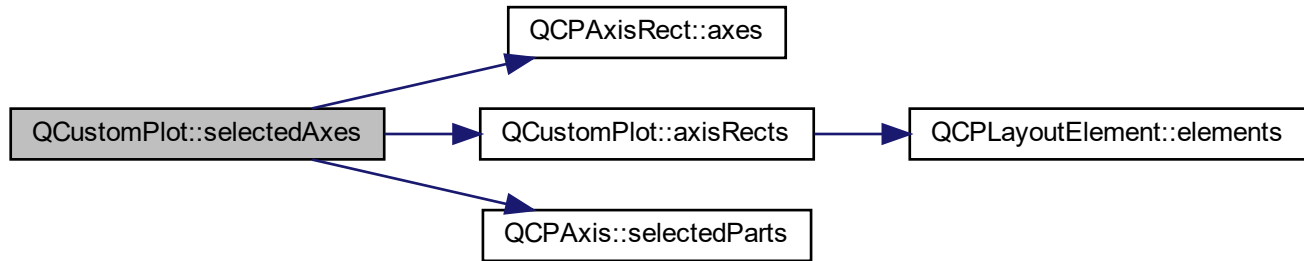 QCPAxisRect::axes
QCustomPlot::selectedAxes
QCustomPlot::axisRects
QCPLayoutElement::elements
QCPAxis::selectedParts